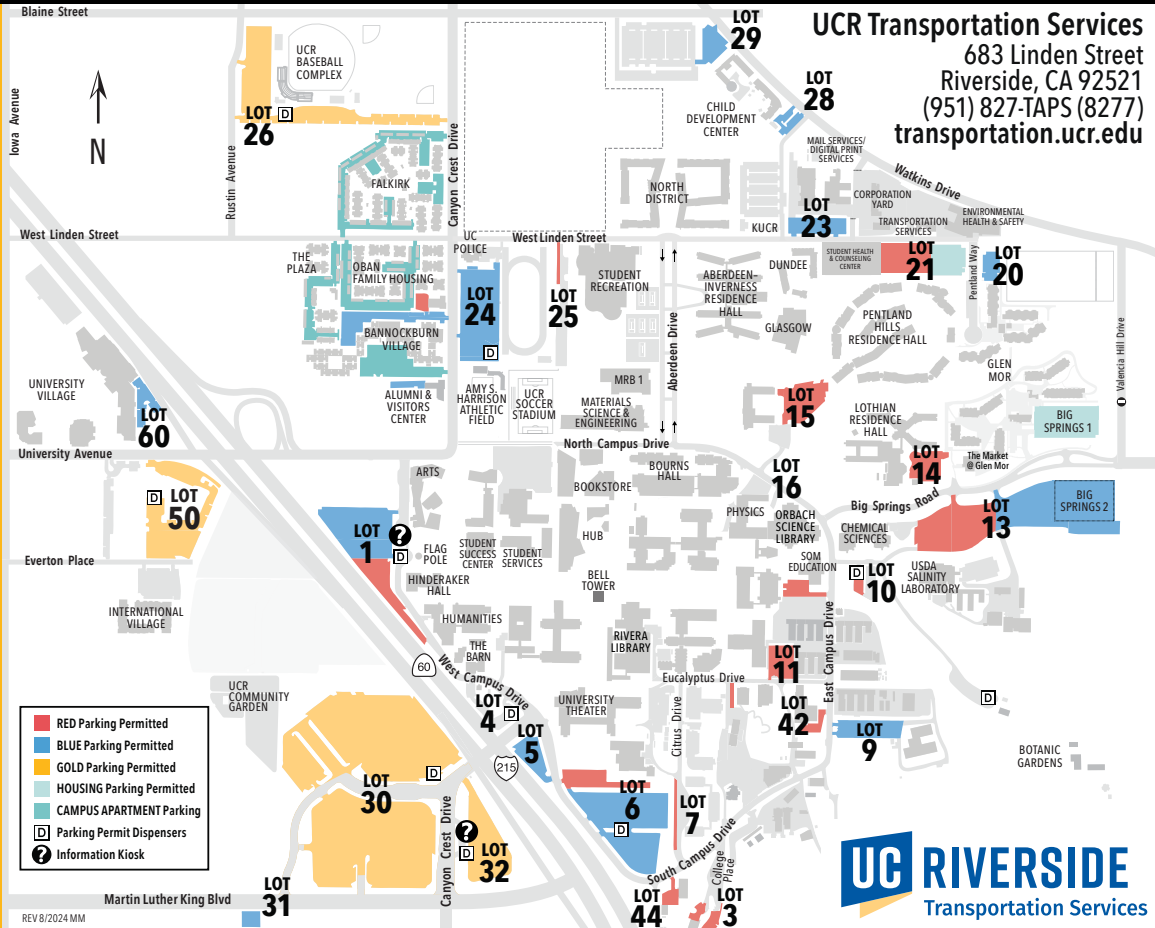 Blaine Street
UCR Transportation Services
683 Linden Street
Riverside, CA 92521
(951) 827-TAPS (8277)
transportation.ucr.edu
LOT
29
UCR
BASEBALL
COMPLEX
Iowa Avenue
N
LOT
26
D
Rustin Avenue
Canyon Crest Drive
FALKIRK
CHILD
DEVELOPMENT
CENTER
LOT
28
MAIL SERVICES/
DIGITAL PRINT
SERVICES
Watkins Drive
NORTH
DISTRICT
CORPORATION
YARD
LOT
23
KUCR
TRANSPORTATION
SERVICES
ENVIRONMENTAL
HEALTH & SAFETY
West Linden Street
UC
POLICE
West Linden Street
THE
PLAZA
OBAN
FAMILY HOUSING
LOT
24
D
LOT
25
STUDENT
RECREATION
ABERDEEN-
INVERNESS
RESIDENCE
HALL
DUNDEE
STUDENT HEALTH
& COUNSELING
CENTER
LOT
21
Pentland Way
LOT
20
Aberdeen Drive
GLASGOW
PENTLAND
HILLS
RESIDENCE HALL
Valencia Hill Drive
BANNOCKBURN
VILLAGE
GLEN
MOR
UNIVERSITY
VILLAGE
LOT
60
ALUMNI &
VISITORS
CENTER
AMY S.
HARRISON
ATHLETIC
FIELD
UCR
SOCCER
STADIUM
MRB 1
MATERIALS
SCIENCE &
ENGINEERING
LOT
15
LOTHIAN
RESIDENCE
HALL
BIG
SPRINGS 1
University Avenue
North Campus Drive
LOT
14
The Market
@ Glen Mor
ARTS
BOURNS
HALL
BOOKSTORE
LOT
16
D
LOT
50
PHYSICS
ORBACH
SCIENCE
LIBRARY
Big Springs Road
BIG
SPRINGS 2
LOT
13
CHEMICAL
SCIENCES
LOT
1
?
D
FLAG
POLE
STUDENT
SUCCESS
CENTER
STUDENT
SERVICES
HUB
Everton Place
HINDERAKER
HALL
BELL
TOWER
SOM
EDUCATION
D
LOT
10
USDA
SALINITY
LABORATORY
INTERNATIONAL
VILLAGE
HUMANITIES
THE
BARN
RIVERA
LIBRARY
East Campus Drive
60
West Campus Drive
LOT
11
Eucalyptus Drive
UCR
COMMUNITY
GARDEN
LOT
4
D
UNIVERSITY
THEATER
Citrus Drive
LOT
42
LOT
9
D
BOTANIC
GARDENS
RED Parking Permitted
BLUE Parking Permitted
GOLD Parking Permitted
HOUSING Parking Permitted
CAMPUS APARTMENT Parking
D Parking Permit Dispensers
? Information Kiosk
LOT
5
215
D
LOT
30
LOT
6
D
LOT
7
Canyon Crest Drive
?
D
LOT
32
South Campus Drive
College
Place
Martin Luther King Blvd
LOT
31
LOT
44
LOT
3
UC RIVERSIDE
Transportation Services
REV 8/2024 MM